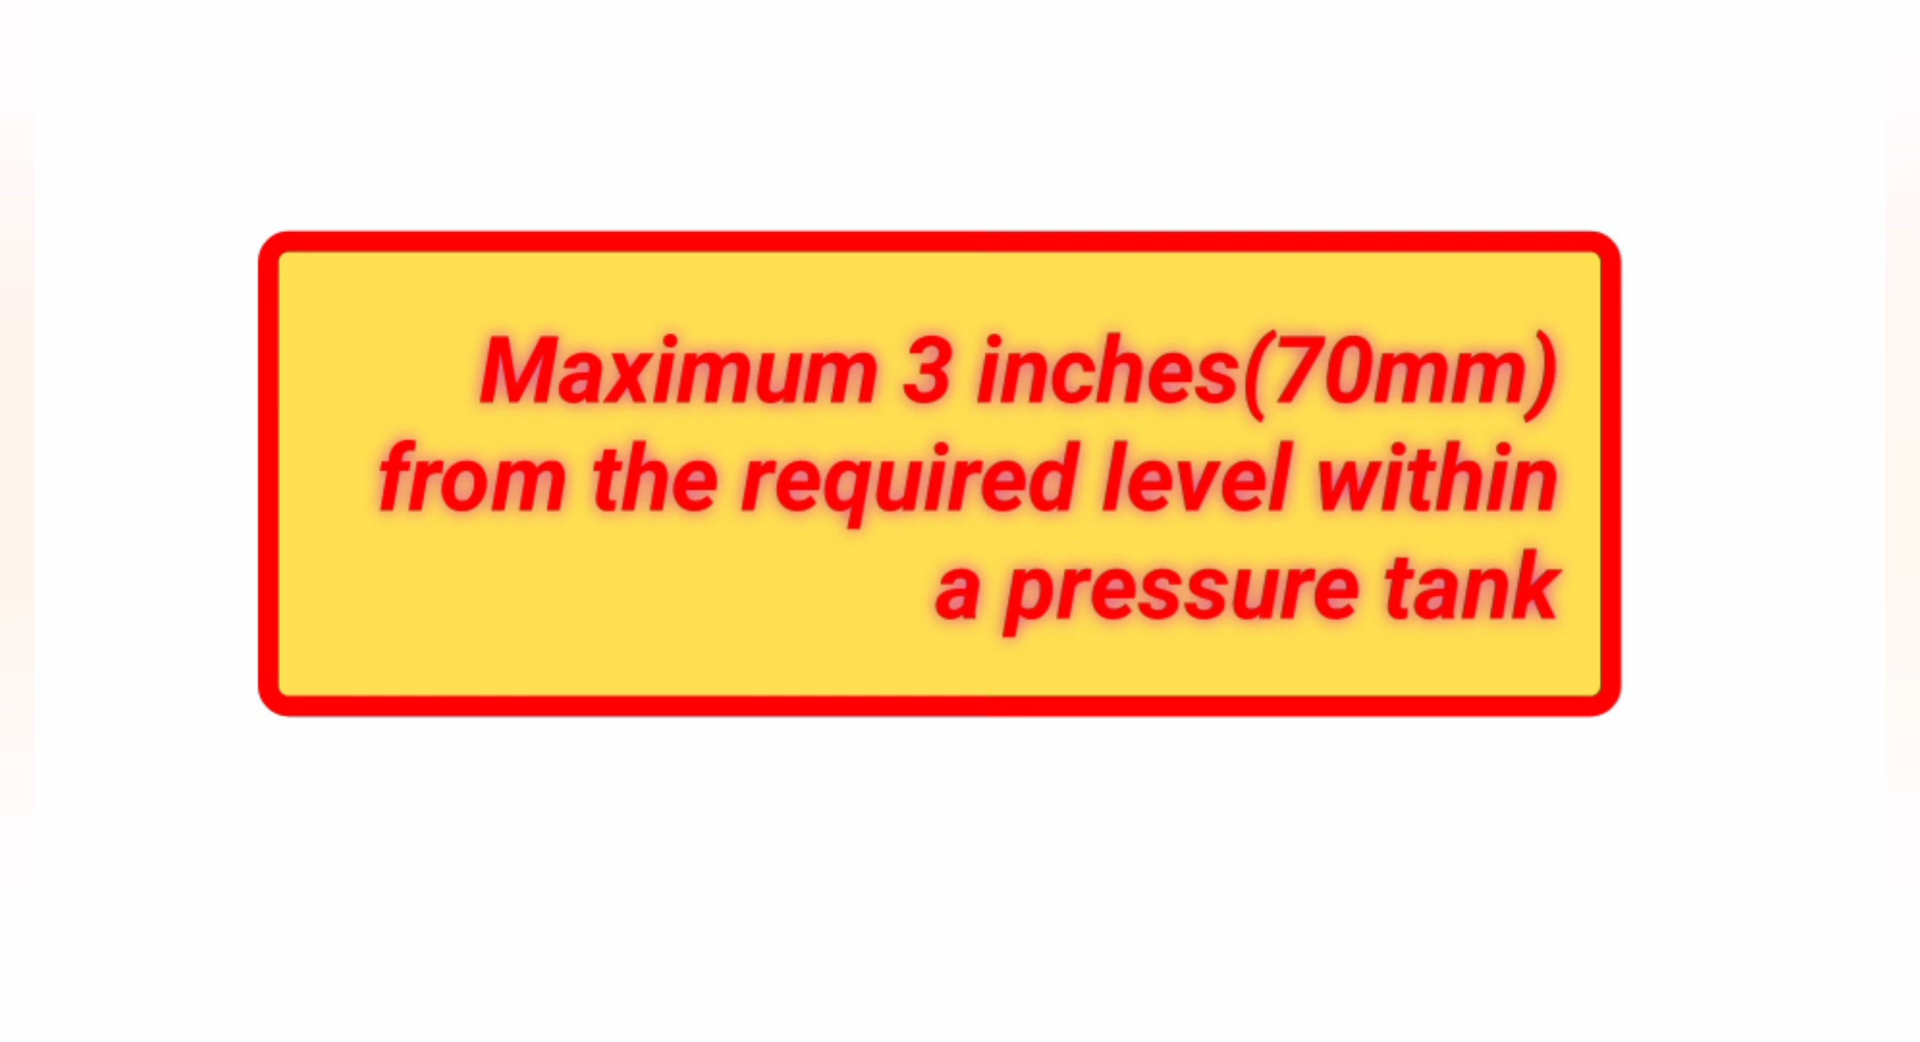 Maximum 3 inches(70mm)
from the required level within
a pressure tank